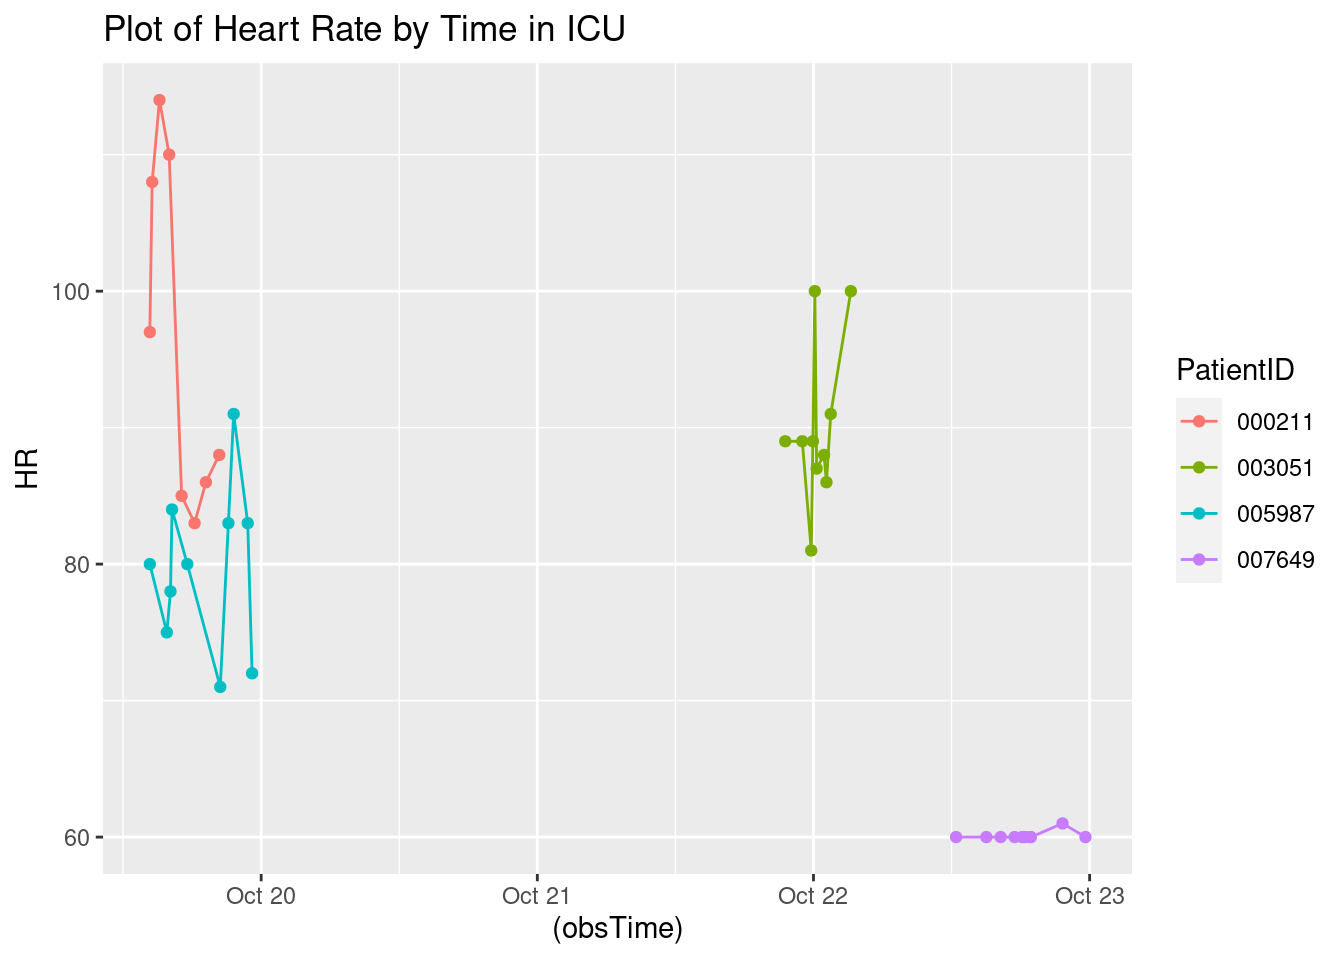 Plot of Heart Rate by Time in ICU
HR
100
80
60
Oct 20
Oct 21
Oct 22
Oct 23
(obsTime)
PatientID
000211
003051
005987
007649